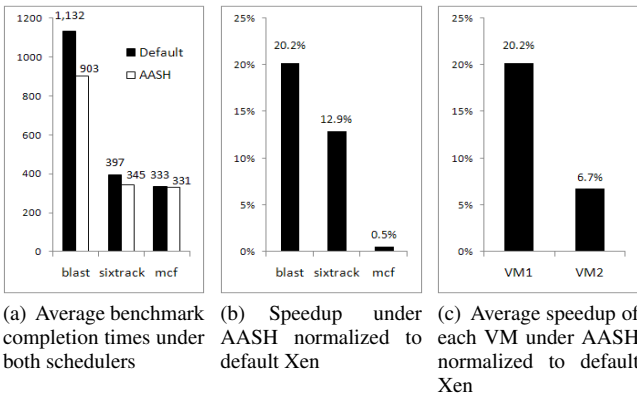 1200
1000
800
600
400
200
0
1,132
903
397
345
333
331
Default
AASH
blast
sixtrack
mcf
25%
20%
15%
10%
5%
0%
20.2%
12.9%
0.5%
blast
sixtrack
mcf
25%
20%
15%
10%
5%
0%
20.2%
6.7%
VM1
VM2
(a) Average benchmark
completion times under
both schedulers
(b) Speedup under
AASH normalized to
default Xen
(c) Average speedup of
each VM under AASH
normalized to default
Xen